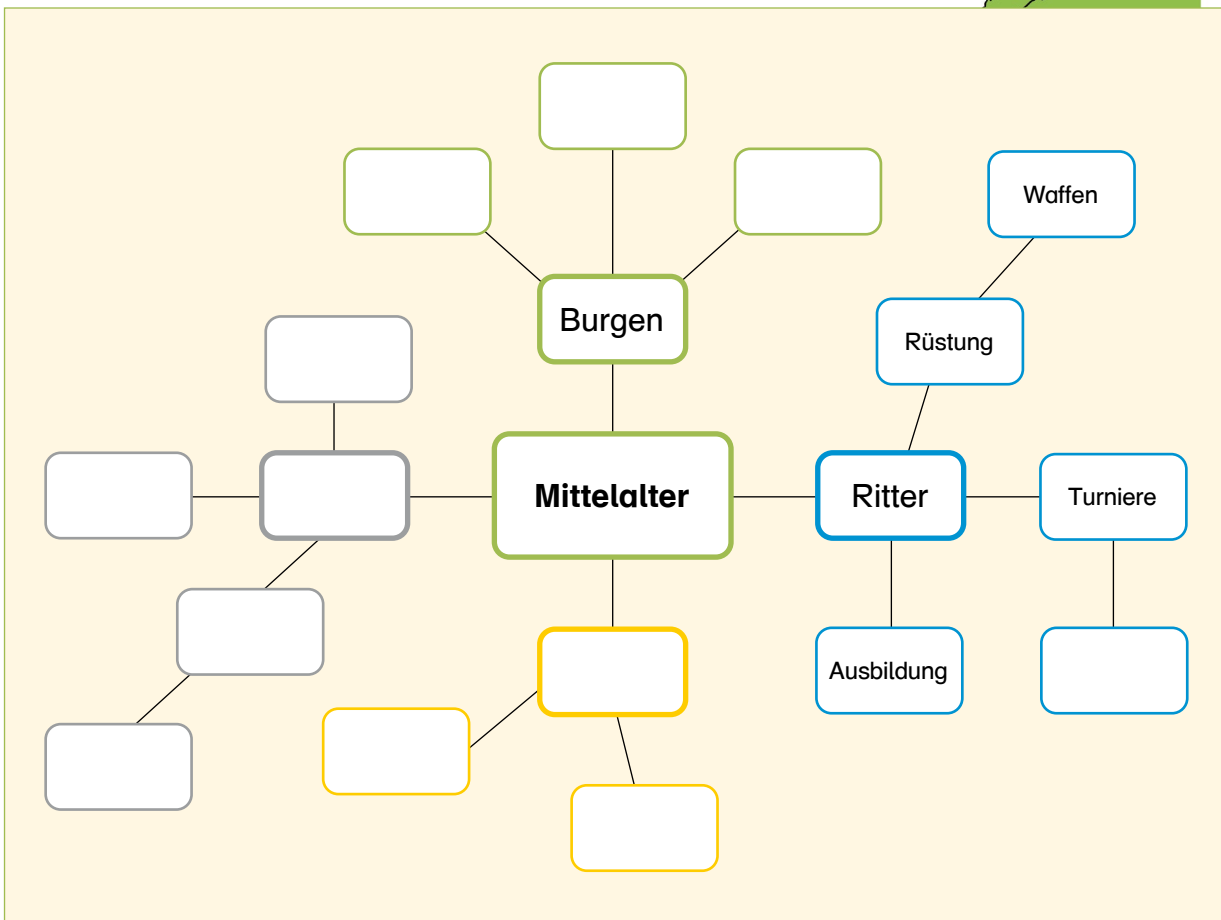 Waffen
Burgen
Rüstung
Mittelalter
Ritter
Turniere
Ausbildung